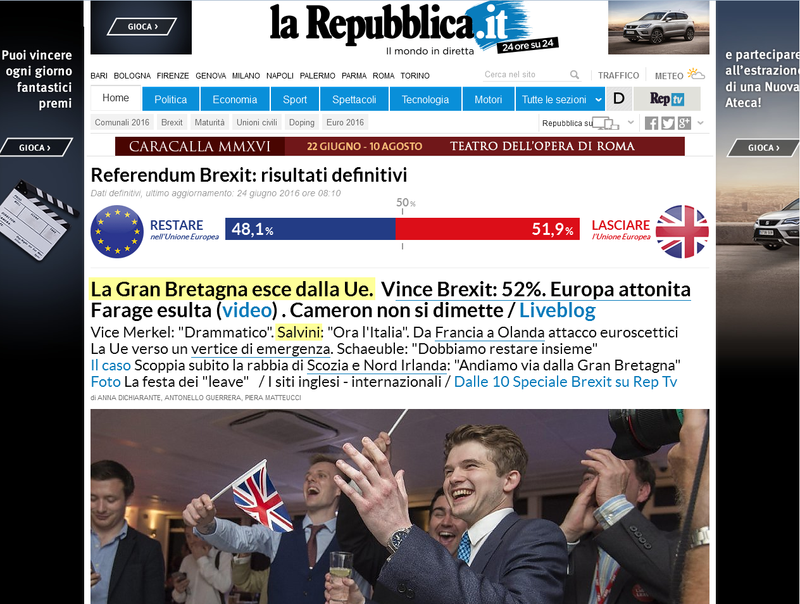 Puoi vincere
ogni giorno
fantastici
premi
GIOCA >
GIOCA >
la Repubblica.it
Il mondo in diretta
24 ore su 24
e partecipare
all'estrazione
di una Nuova
Ateca!
GIOCA >
BARI BOLOGNA FIRENZE GENOVA MILANO NAPOLI PALERMO PARMA ROMA TORINO
Cerca nel sito
TRAFFICO METEO
Home Politica Economia Sport Spettacoli Tecnologia Motori Tutte le sezioni D Rep tv
Comunali 2016 Brexit Maturità Unioni civili Doping Euro 2016 Repubblica su
CARACALLA MMXVI 22 GIUGNO - 10 AGOSTO TEATRO DELL'OPERA DI ROMA
Referendum Brexit: risultati definitivi
Dati definitivi, ultimo aggiornamento: 24 giugno 2016 ore 08:10
50%
RESTARE
nell'Unione Europea
48,1%
51,9%
LASCIARE
l'Unione Europea
La Gran Bretagna esce dalla Ue. Vince Brexit: 52%. Europa attonita
Farage esulta (video) . Cameron non si dimette / Liveblog
Vice Merkel: "Drammatico". Salvini: "Ora l'Italia". Da Francia a Olanda attacco euroscettici
La Ue verso un vertice di emergenza. Schaeuble: "Dobbiamo restare insieme"
Il caso Scoppia subito la rabbia di Scozia e Nord Irlanda: "Andiamo via dalla Gran Bretagna"
Foto La festa dei "leave" / I siti inglesi - internazionali / Dalle 10 Speciale Brexit su Rep Tv
di ANNA DICHIARANTE, ANTONELLO GUERRERA, PIERA MATTEUCCI